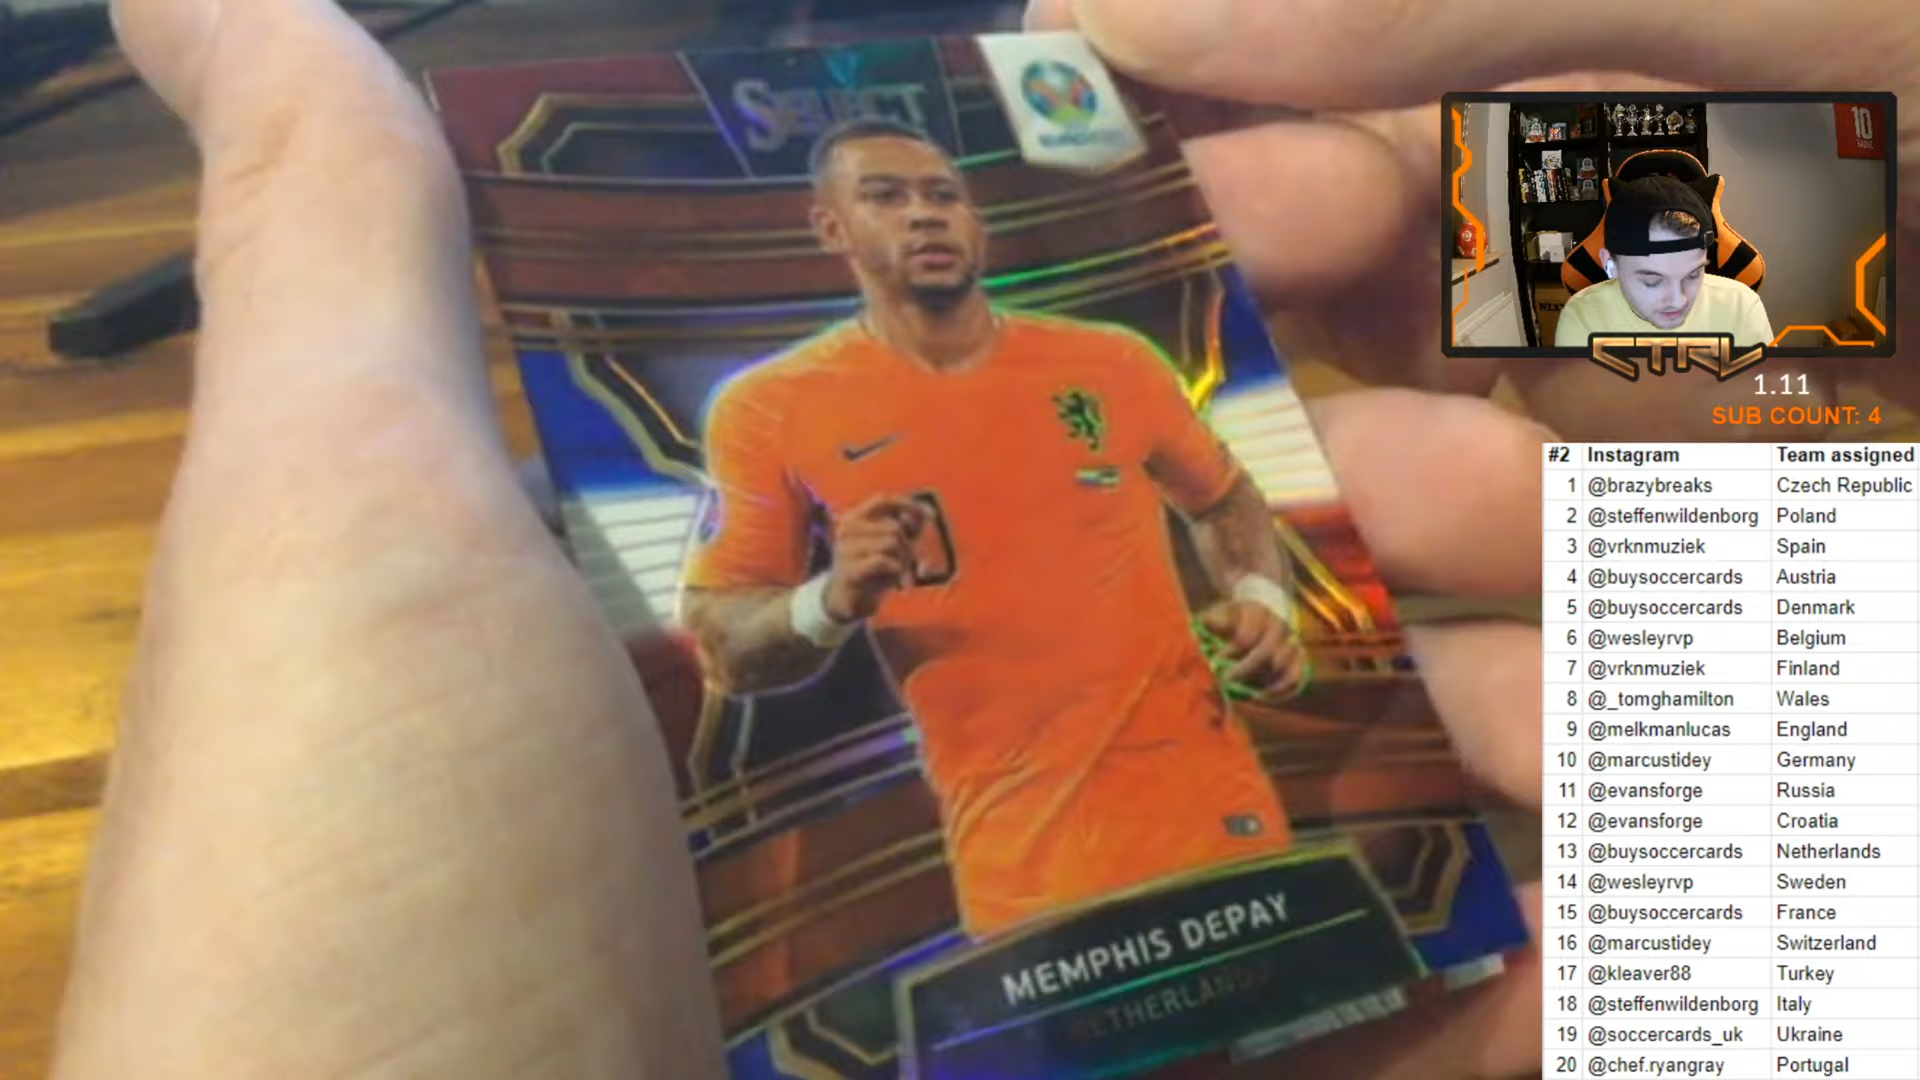 SELECT
MEMPHIS DEPAY
NETHERLANDS
10
CTRL
1.11
SUB COUNT: 4
#2 Instagram Team assigned
1 @brazybreaks Czech Republic
2 @steffenwildenborg Poland
3 @vrknmuziek Spain
4 @buysoccercards Austria
5 @buysoccercards Denmark
6 @wesleyrvp Belgium
7 @vrknmuziek Finland
8 @_tomghamilton Wales
9 @melkmanlucas England
10 @marcustidey Germany
11 @evansforge Russia
12 @evansforge Croatia
13 @buysoccercards Netherlands
14 @wesleyrvp Sweden
15 @buysoccercards France
16 @marcustidey Switzerland
17 @kleaver88 Turkey
18 @steffenwildenborg Italy
19 @soccercards_uk Ukraine
20 @chef.ryangray Portugal